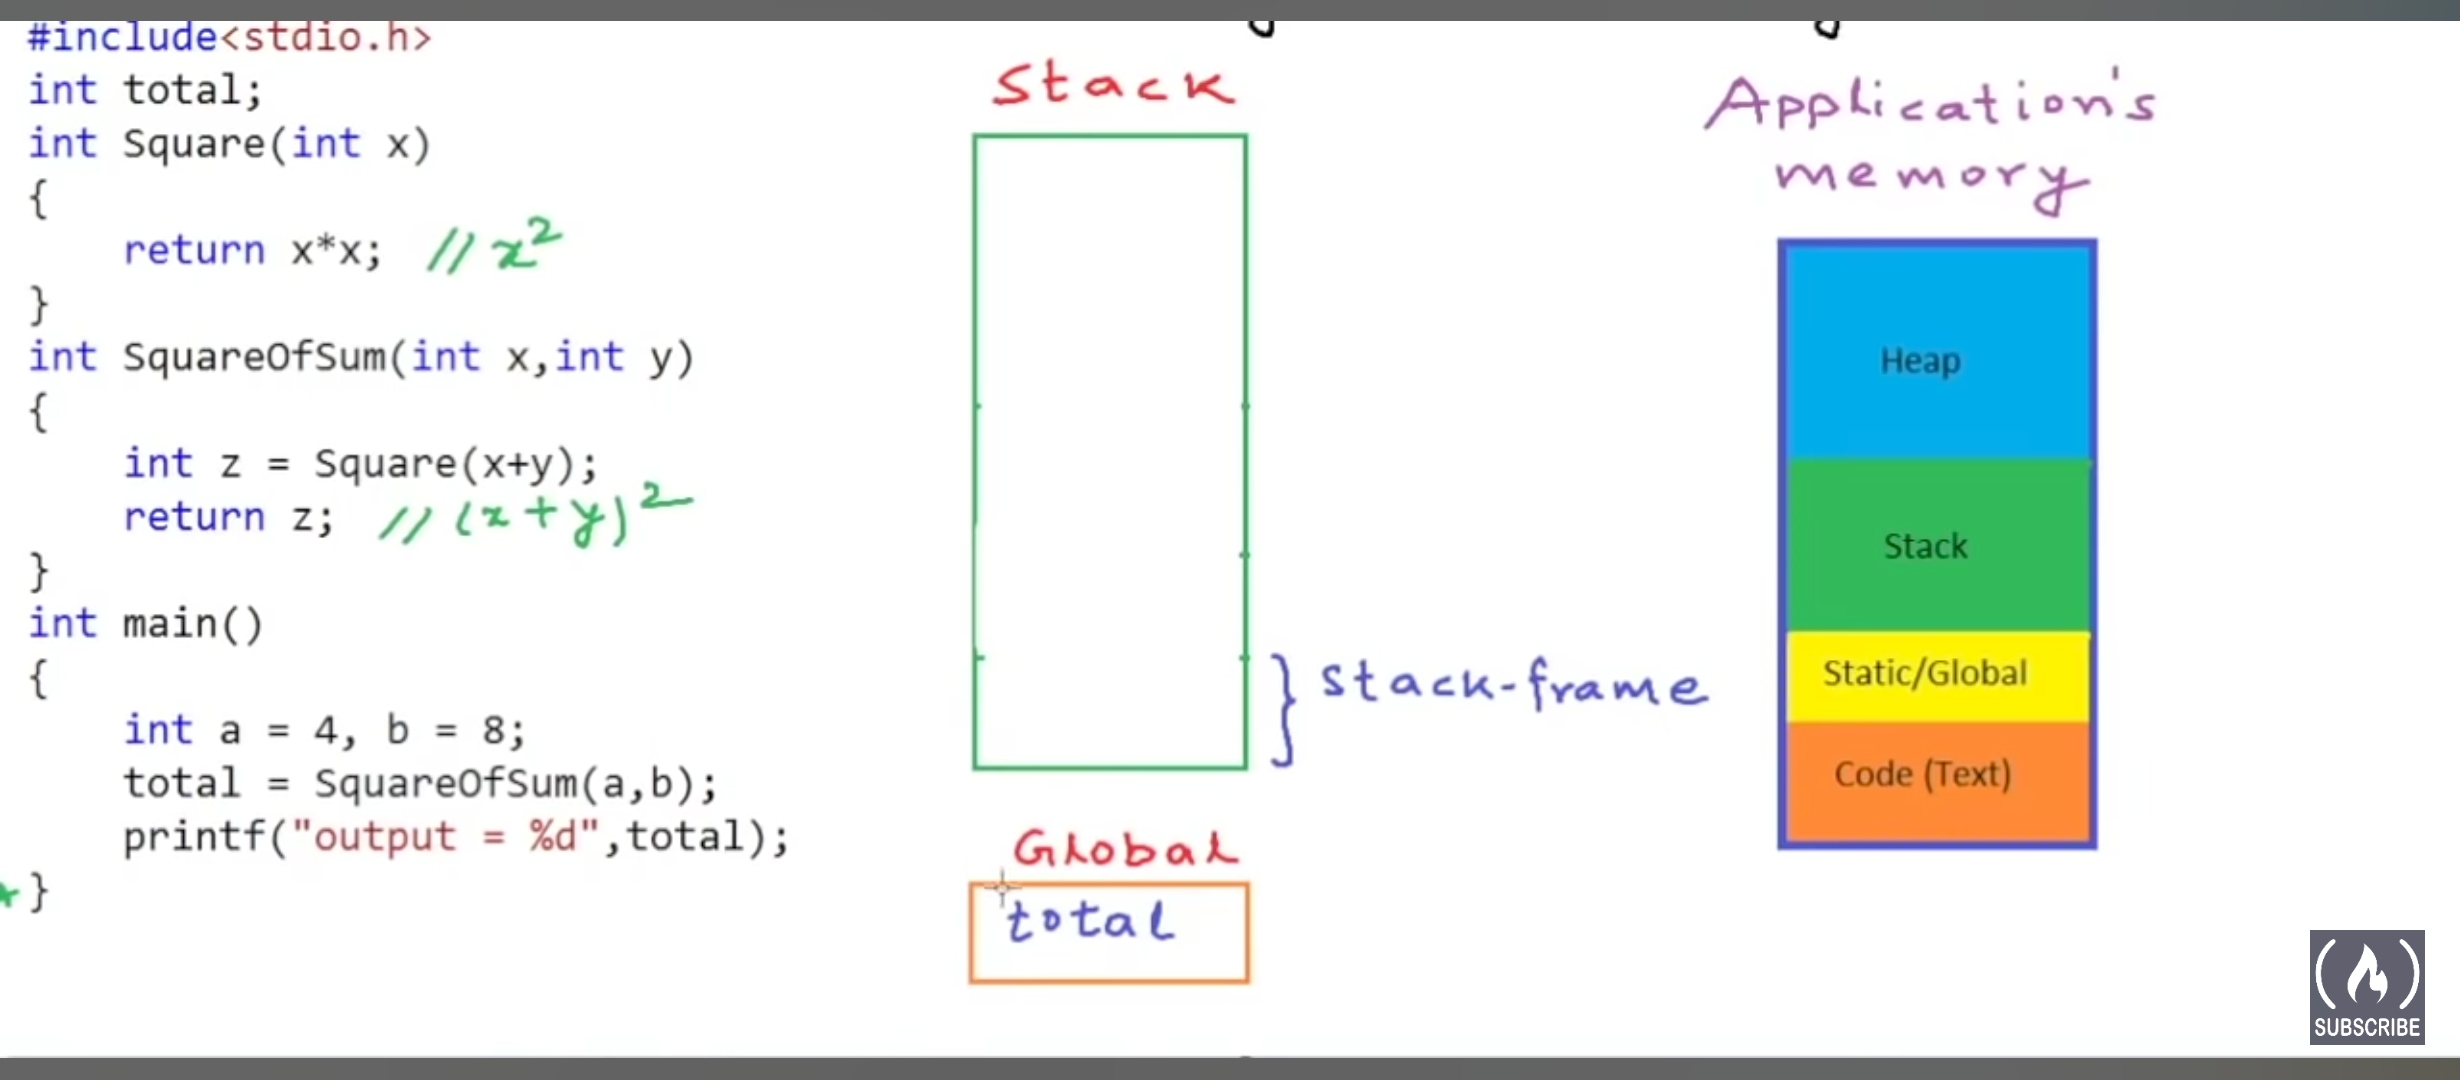 #include<stdio.h>
int total;
int Square(int x)
{
return x*x; // x²
}
int SquareOfSum(int x,int y)
{
int z = Square(x+y);
return z; // (x+y)²
}
int main()
{
int a = 4, b = 8;
total = SquareOfSum(a,b);
printf("output = %d",total);
}
Stack
stack-frame
Global
total
Application's
memory
Heap
Stack
Static/Global
Code (Text)
SUBSCRIBE